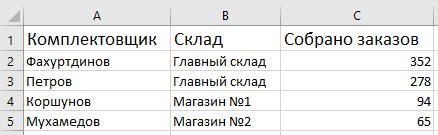 A B C
1 Комплектовщик Склад Собрано заказов
2 Фахуртдинов Главный склад 352
3 Петров Главный склад 278
4 Коршунов Магазин №1 94
5 Мухамедов Магазин №2 65